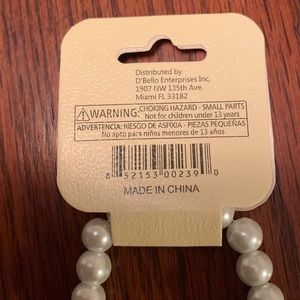 Distributed by
D'Bello Enterprises Inc.
1907 NW 135th Ave.
Miami FL 33182
WARNING: CHOKING HAZARD - SMALL PARTS
Not for children under 13 years
ADVERTENCIA: RIESGO DE ASFIXIA - PIEZAS PEQUEÑAS
No apto para niños menores de 13 años
8 52153 00239 0
MADE IN CHINA